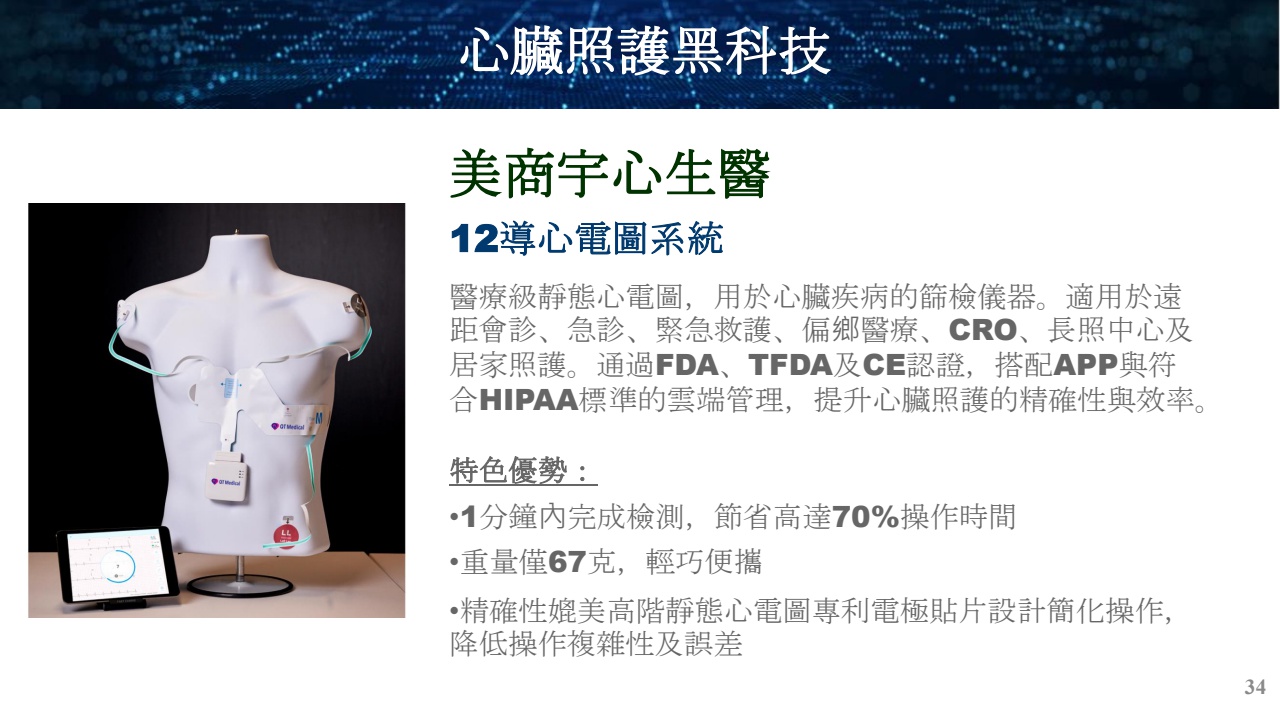 心臟照護黑科技
美商宇心生醫
12導心電圖系統
醫療級靜態心電圖，用於心臟疾病的篩檢儀器。適用於遠
距會診、急診、緊急救護、偏鄉醫療、CRO、長照中心及
居家照護。通過FDA、TFDA及CE認證，搭配APP與符
合HIPAA標準的雲端管理，提升心臟照護的精確性與效率。
特色優勢：
•1分鐘內完成檢測，節省高達70%操作時間
•重量僅67克，輕巧便攜
•精確性媲美高階靜態心電圖專利電極貼片設計簡化操作，
降低操作複雜性及誤差
QT Medical
QT Medical
LL
34